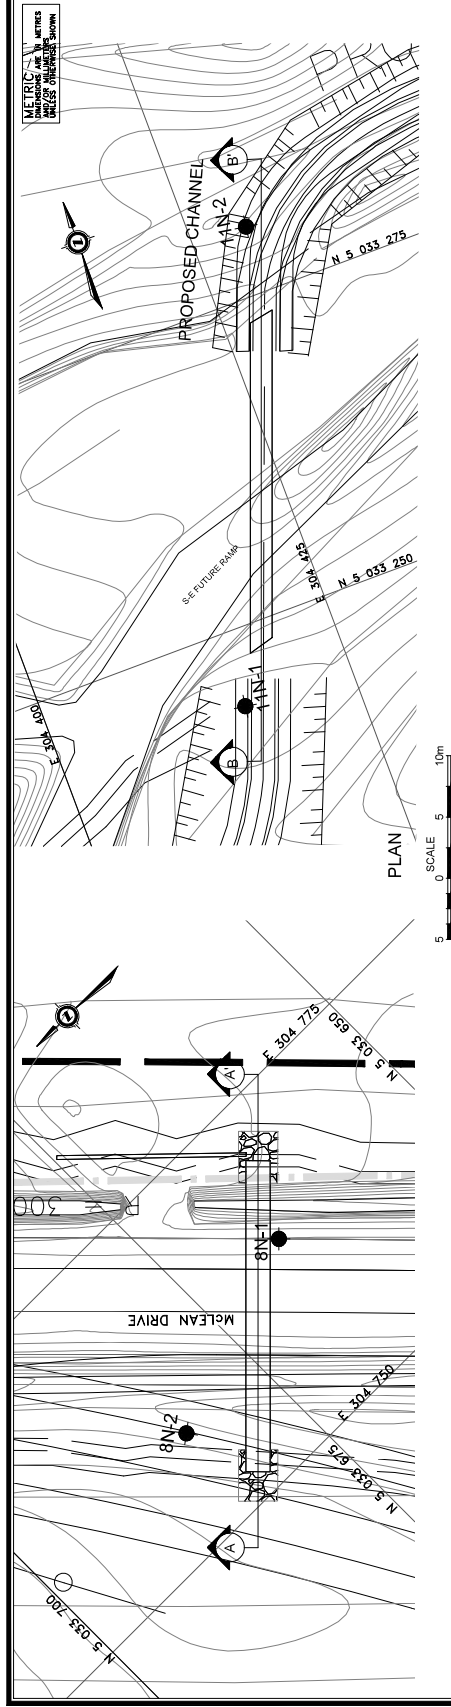 METRIC
DIMENSIONS ARE IN METRES
AND/OR MILLIMETRES
UNLESS OTHERWISE SHOWN
B'
PROPOSED CHANNEL
11N-2
N 5 033 275
S-E FUTURE RAMP
E 304 425
N 5 033 250
E 304 400
11N-1
B
PLAN
SCALE
5 0 5 10m
E 304 775
N 5 033 650
A'
300
8N-1
McLEAN DRIVE
8N-2
E 304 750
N 5 033 675
A
N 5 033 700